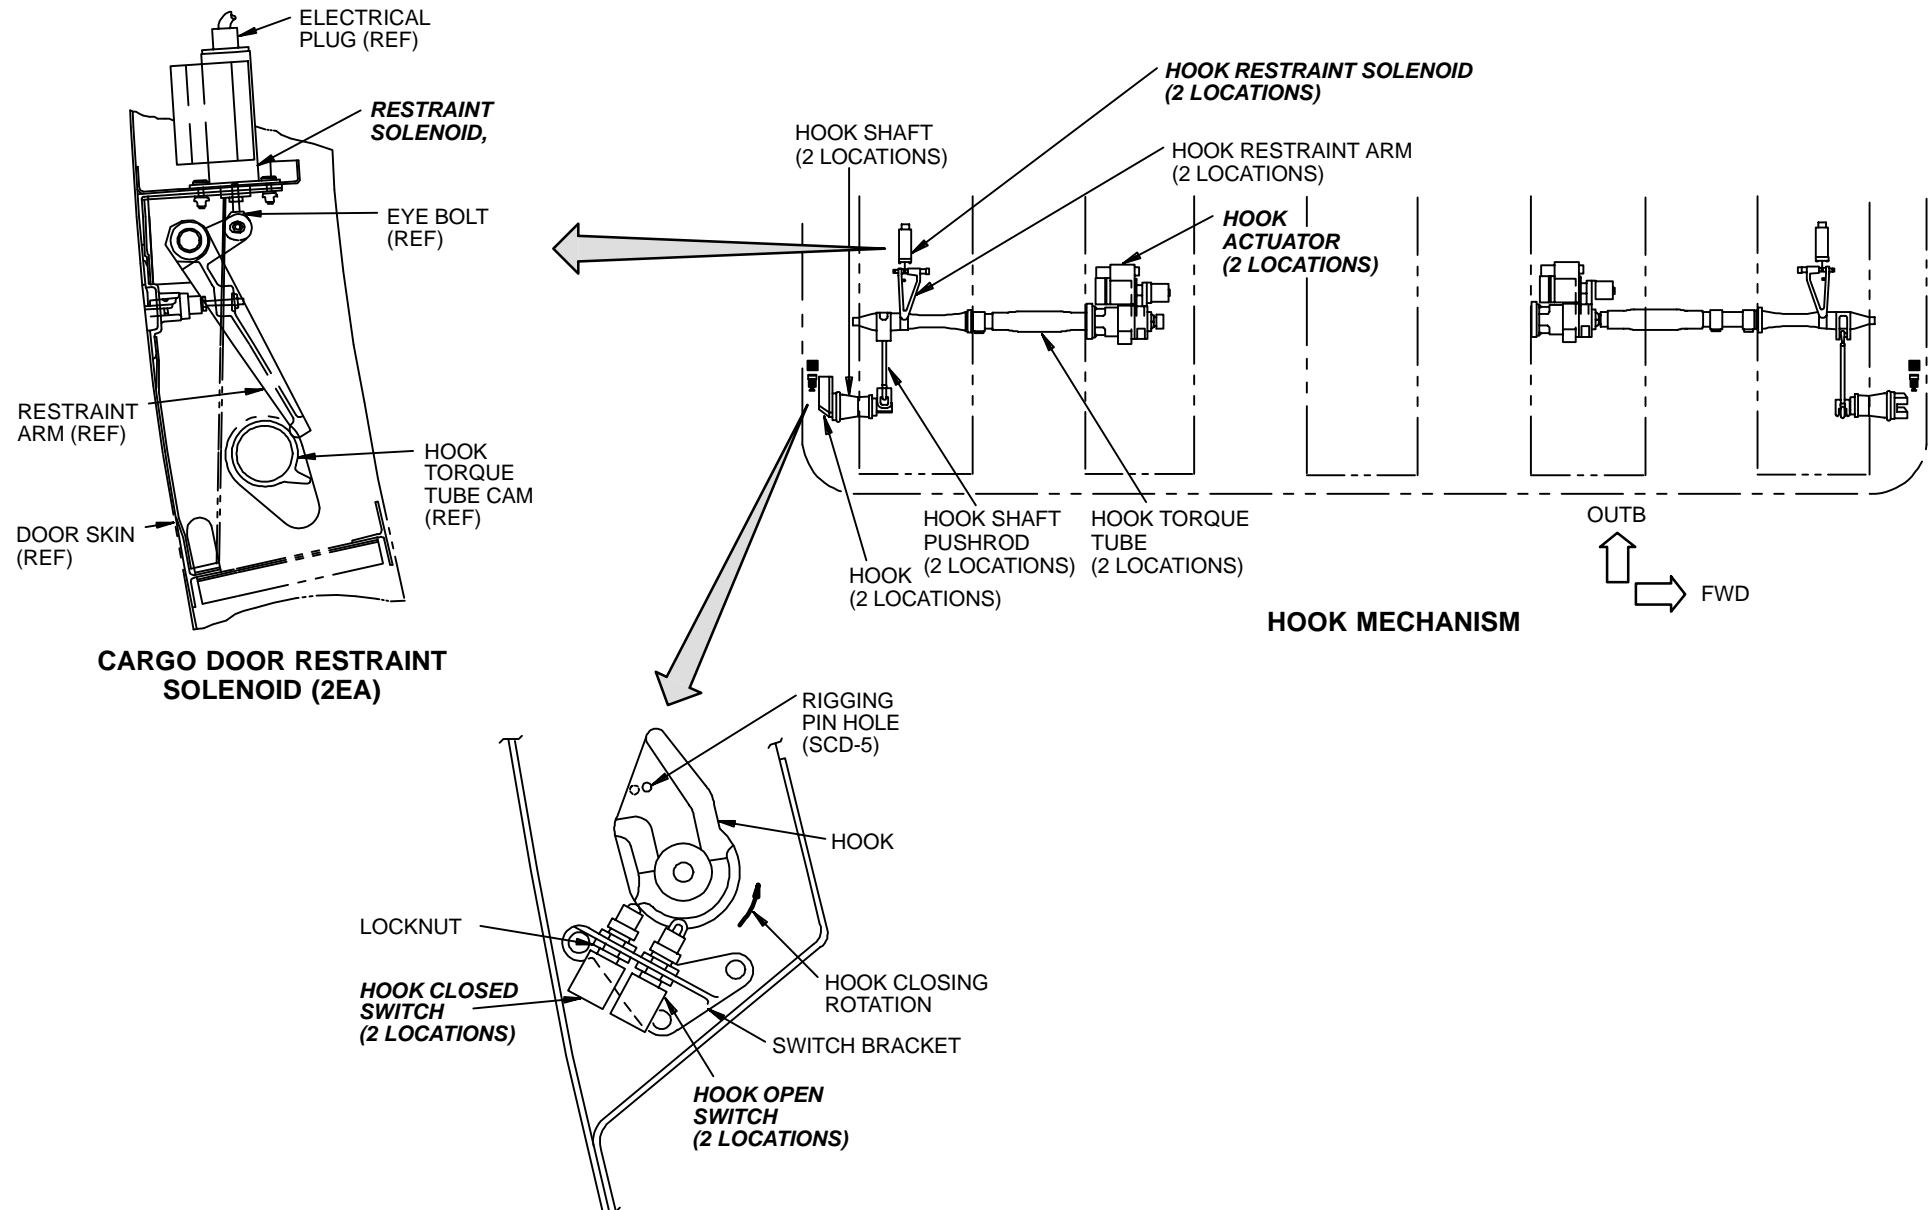 ELECTRICAL
PLUG (REF)
RESTRAINT
SOLENOID,
EYE BOLT
(REF)
RESTRAINT
ARM (REF)
HOOK
TORQUE
TUBE CAM
(REF)
DOOR SKIN
(REF)
CARGO DOOR RESTRAINT
SOLENOID (2EA)
HOOK RESTRAINT SOLENOID
(2 LOCATIONS)
HOOK SHAFT
(2 LOCATIONS)
HOOK RESTRAINT ARM
(2 LOCATIONS)
HOOK
ACTUATOR
(2 LOCATIONS)
HOOK SHAFT
PUSHROD
(2 LOCATIONS)
HOOK TORQUE
TUBE
(2 LOCATIONS)
HOOK
(2 LOCATIONS)
OUTB
FWD
HOOK MECHANISM
RIGGING
PIN HOLE
(SCD-5)
HOOK
LOCKNUT
HOOK CLOSED
SWITCH
(2 LOCATIONS)
HOOK CLOSING
ROTATION
SWITCH BRACKET
HOOK OPEN
SWITCH
(2 LOCATIONS)